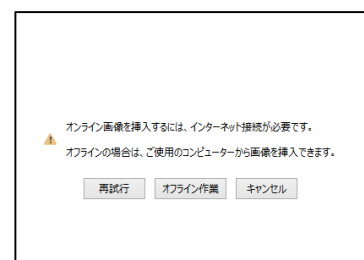 オンライン画像を挿入するには、インターネット接続が必要です。
オフラインの場合は、ご使用のコンピューターから画像を挿入できます。
再試行 オフライン作業 キャンセル